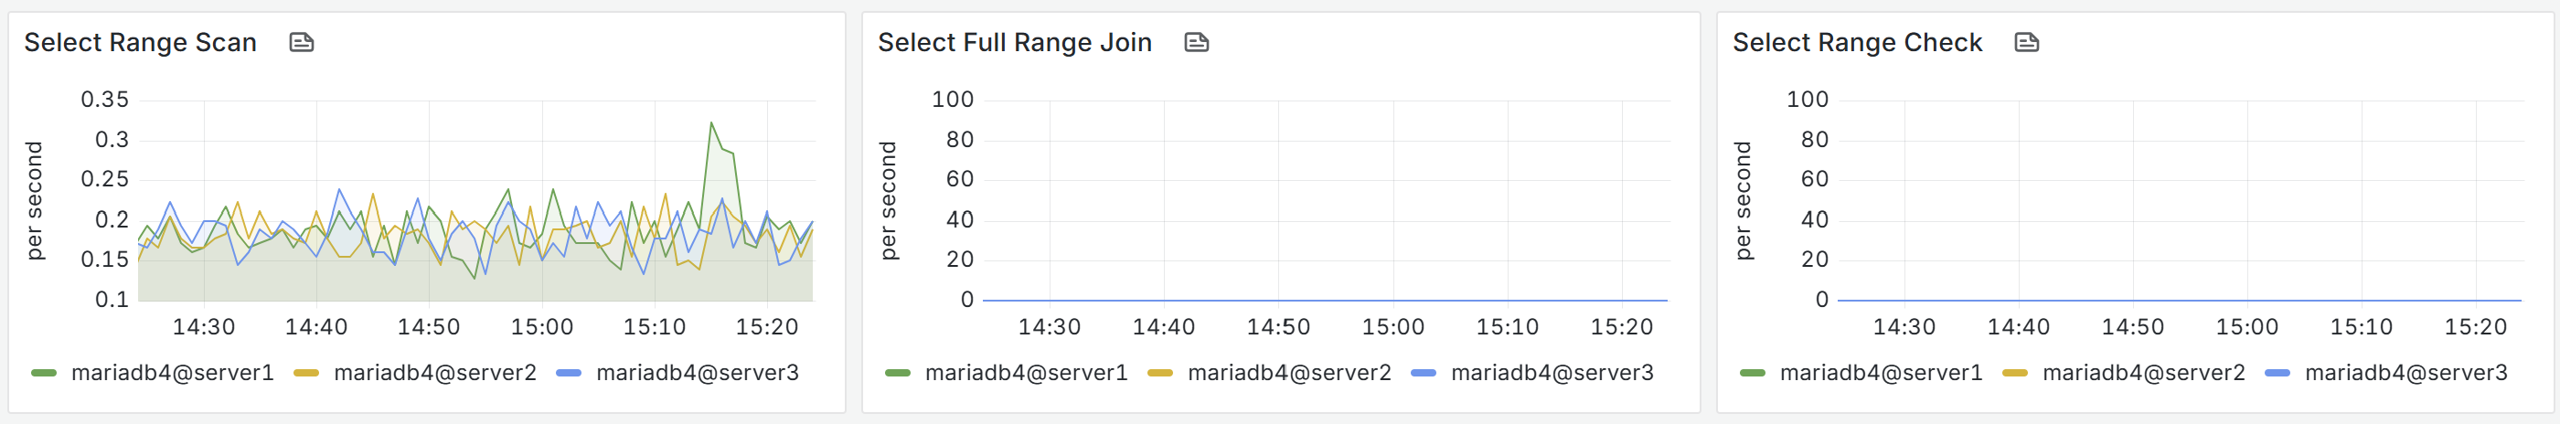 Select Range Scan
per second
0.35
0.3
0.25
0.2
0.15
0.1
14:30 14:40 14:50 15:00 15:10 15:20
mariadb4@server1 mariadb4@server2 mariadb4@server3
Select Full Range Join
per second
100
80
60
40
20
0
14:30 14:40 14:50 15:00 15:10 15:20
mariadb4@server1 mariadb4@server2 mariadb4@server3
Select Range Check
per second
100
80
60
40
20
0
14:30 14:40 14:50 15:00 15:10 15:20
mariadb4@server1 mariadb4@server2 mariadb4@server3